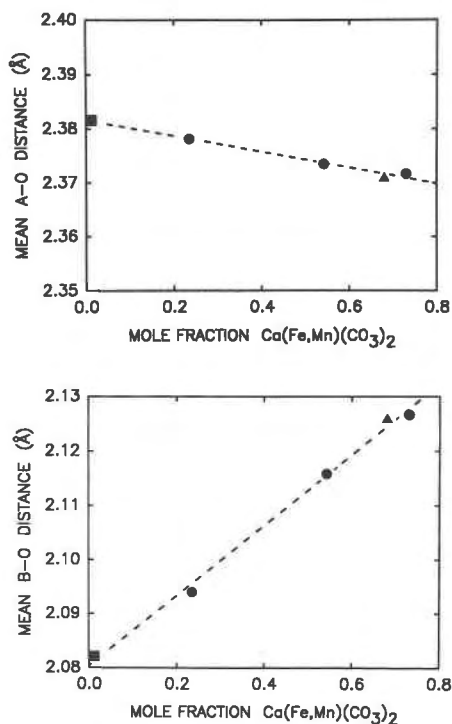 2.40
2.39
2.38
2.37
2.36
2.35
MEAN A–O DISTANCE (Å)
0.0 0.2 0.4 0.6 0.8
MOLE FRACTION Ca(Fe,Mn)(CO₃)₂
2.13
2.12
2.11
2.10
2.09
2.08
MEAN B–O DISTANCE (Å)
0.0 0.2 0.4 0.6 0.8
MOLE FRACTION Ca(Fe,Mn)(CO₃)₂